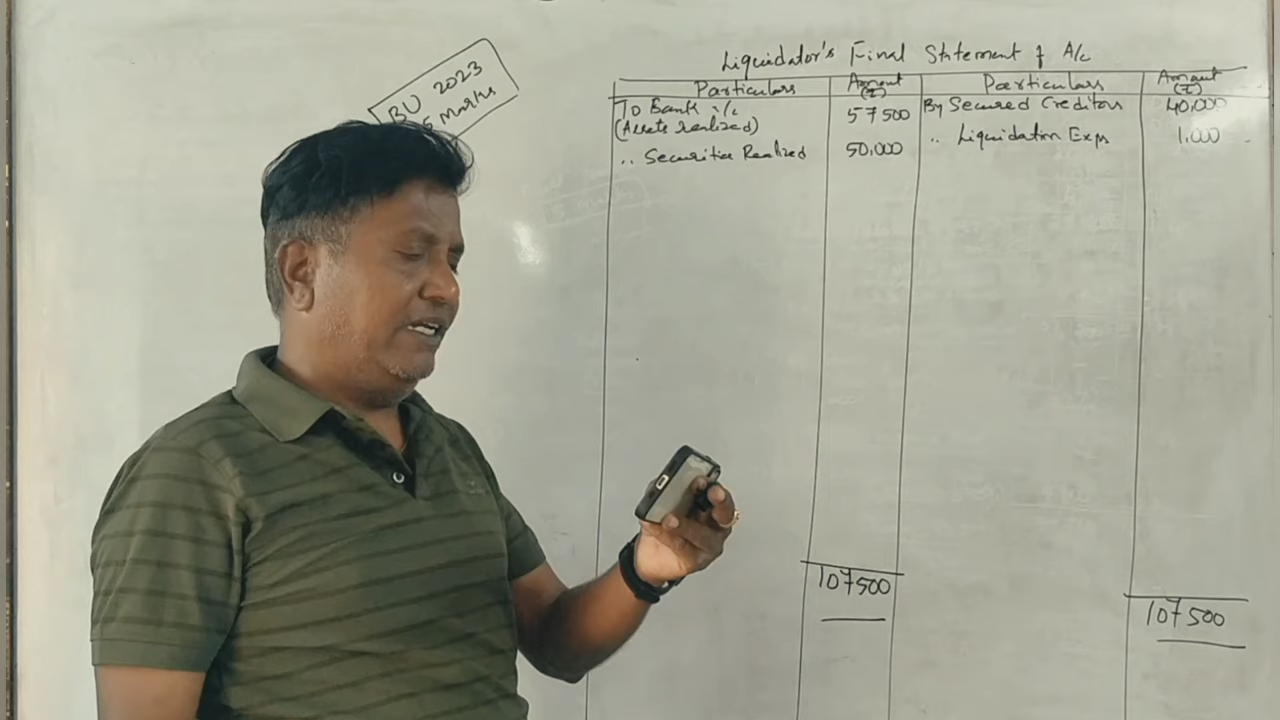 BU 2023
5 marks
Liquidator's Final Statement of A/c
Particulars Amount (₹) Particulars Amount (₹)
To Bank A/c 57500 By Secured Creditors 40,000
(Assets realized)
,, Liquidation Exps 1,000
,, Securities Realized 50,000
107500
107500